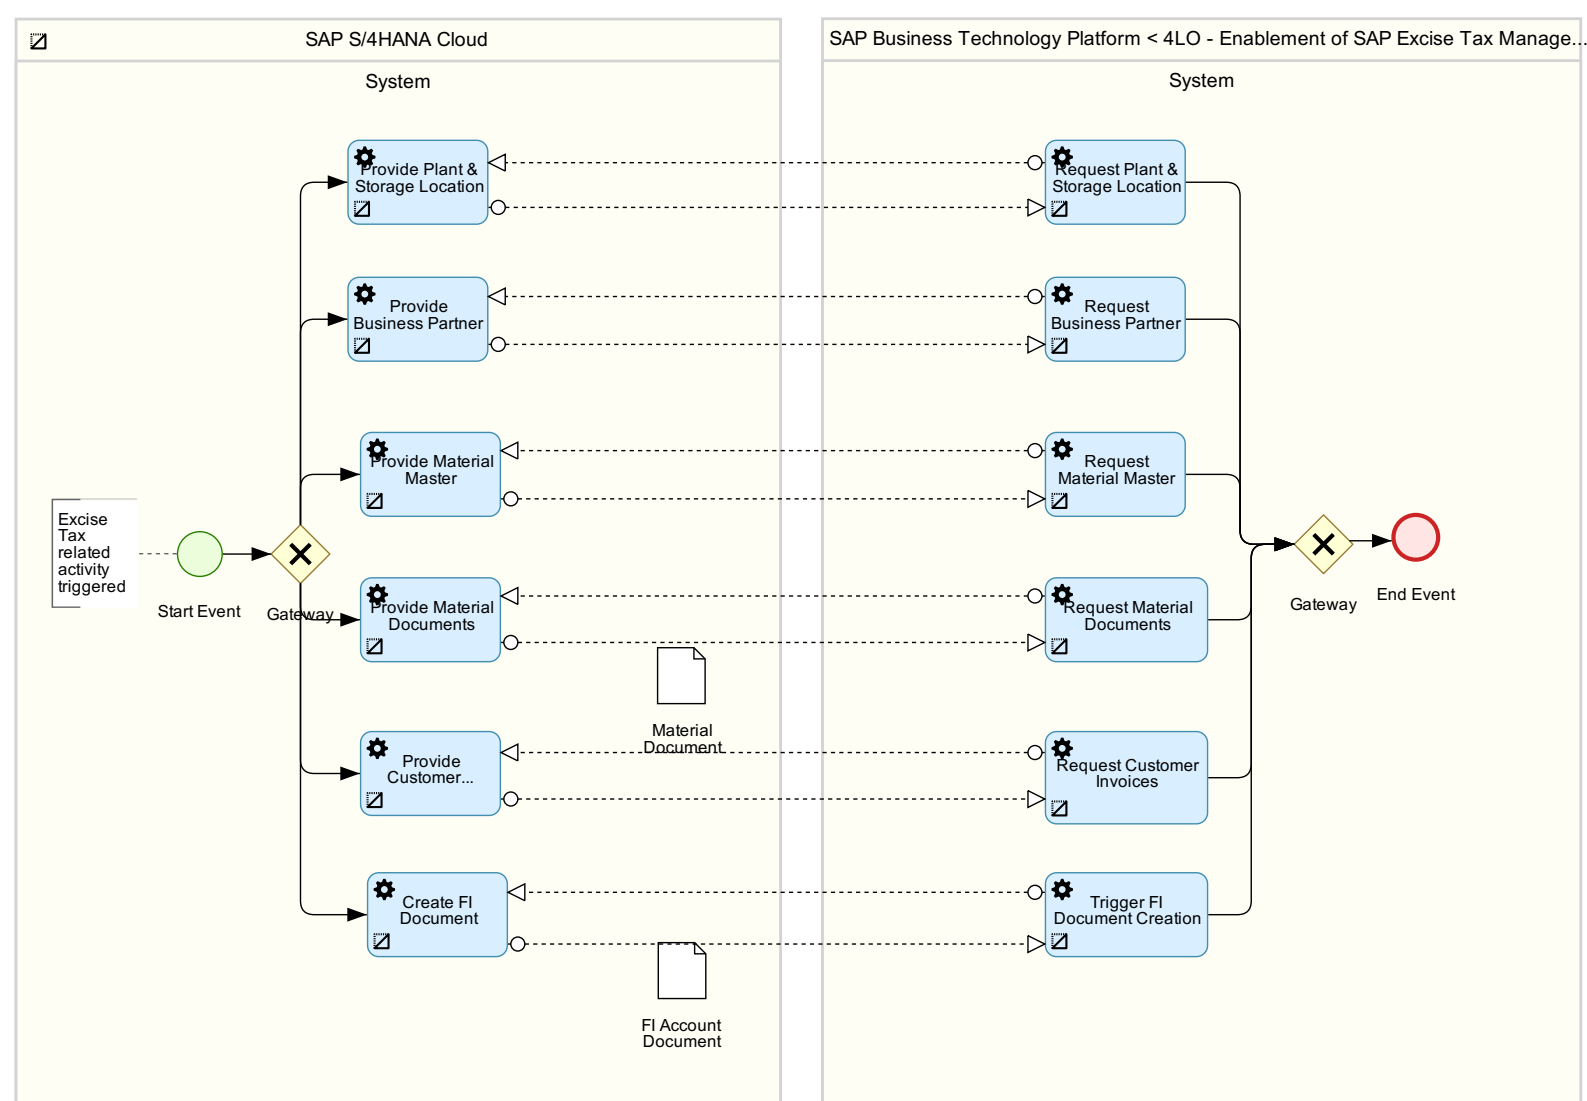 SAP S/4HANA Cloud
System
SAP Business Technology Platform < 4LO - Enablement of SAP Excise Tax Manage...
System
Provide Plant &
Storage Location
Request Plant &
Storage Location
Provide
Business Partner
Request
Business Partner
Provide Material
Master
Request
Material Master
Excise
Tax
related
activity
triggered
Start Event
Gateway
Provide Material
Documents
Request Material
Documents
Gateway
End Event
Material
Document
Provide
Customer...
Request Customer
Invoices
Create FI
Document
Trigger FI
Document Creation
FI Account
Document